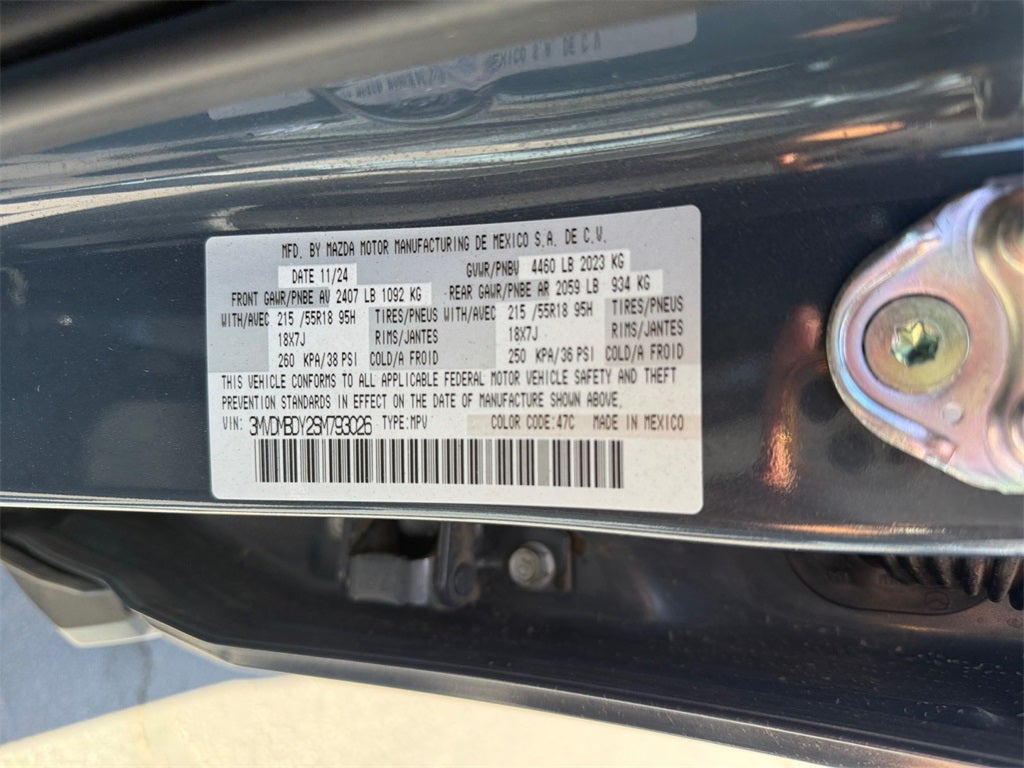 MFD. BY MAZDA MOTOR MANUFACTURING DE MEXICO S.A. DE C.V.
DATE 11/24 GVWR/PNBV 4460 LB 2023 KG
FRONT GAWR/PNBE AV 2407 LB 1092 KG REAR GAWR/PNBE AR 2059 LB 934 KG
WITH/AVEC 215 /55R18 95H TIRES/PNEUS WITH/AVEC 215 /55R18 95H TIRES/PNEUS
18X7J RIMS/JANTES 18X7J RIMS/JANTES
260 KPA/38 PSI COLD/A FROID 250 KPA/36 PSI COLD/A FROID
THIS VEHICLE CONFORMS TO ALL APPLICABLE FEDERAL MOTOR VEHICLE SAFETY AND THEFT
PREVENTION STANDARDS IN EFFECT ON THE DATE OF MANUFACTURE SHOWN ABOVE.
VIN: 3MVDMBDY2SM793026 TYPE:MPV COLOR CODE:47C MADE IN MEXICO